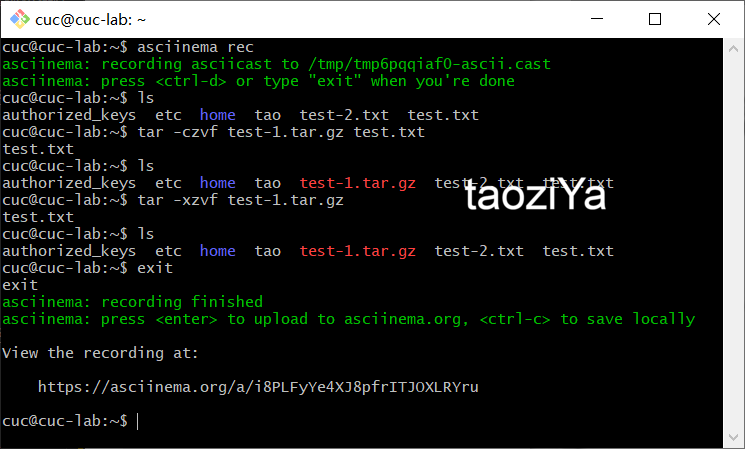 cuc@cuc-lab: ~
cuc@cuc-lab:~$ asciinema rec
asciinema: recording asciicast to /tmp/tmp6pqqiaf0-ascii.cast
asciinema: press <ctrl-d> or type "exit" when you're done
cuc@cuc-lab:~$ ls
authorized_keys  etc  home  tao  test-2.txt  test.txt
cuc@cuc-lab:~$ tar -czvf test-1.tar.gz test.txt
test.txt
cuc@cuc-lab:~$ ls
authorized_keys  etc  home  tao  test-1.tar.gz  test-2.txt  test.txt
taoziYa
cuc@cuc-lab:~$ tar -xzvf test-1.tar.gz
test.txt
cuc@cuc-lab:~$ ls
authorized_keys  etc  home  tao  test-1.tar.gz  test-2.txt  test.txt
cuc@cuc-lab:~$ exit
exit
asciinema: recording finished
asciinema: press <enter> to upload to asciinema.org, <ctrl-c> to save locally
View the recording at:
https://asciinema.org/a/i8PLFyYe4XJ8pfrITJOXLRYru
cuc@cuc-lab:~$